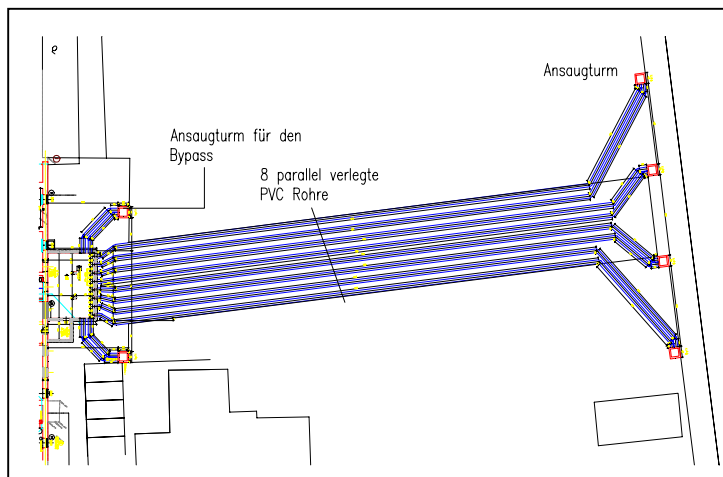 Ansaugturm
Ansaugturm für den
Bypass
8 parallel verlegte
PVC Rohre